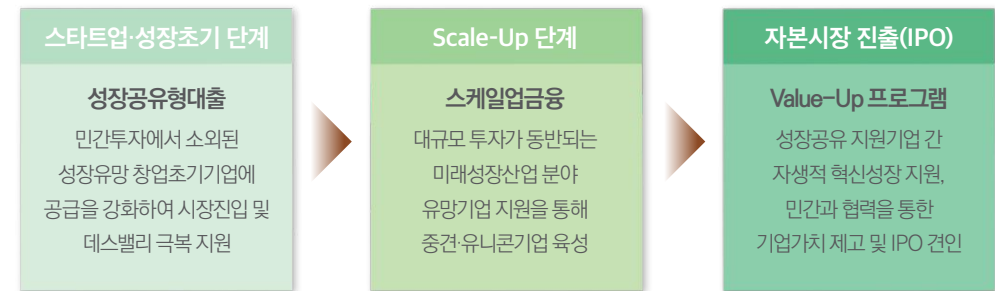 스타트업·성장초기 단계
성장공유형대출
민간투자에서 소외된
성장유망 창업초기기업에
공급을 강화하여 시장진입 및
데스밸리 극복 지원
Scale-Up 단계
스케일업금융
대규모 투자가 동반되는
미래성장산업 분야
유망기업 지원을 통해
중견·유니콘기업 육성
자본시장 진출(IPO)
Value-Up 프로그램
성장공유 지원기업 간
자생적 혁신성장 지원,
민간과 협력을 통한
기업가치 제고 및 IPO 견인